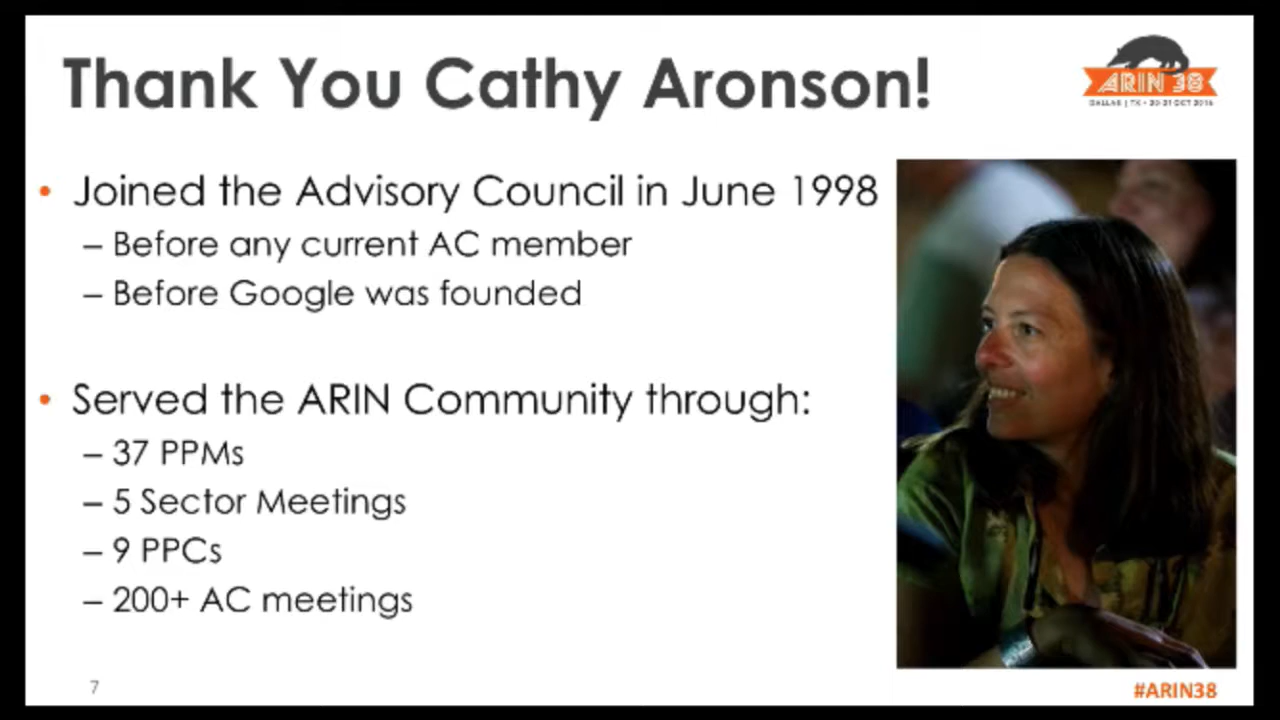 Thank You Cathy Aronson!
ARIN 38
DALLAS | TX • 20-21 OCT 2016
• Joined the Advisory Council in June 1998
– Before any current AC member
– Before Google was founded
• Served the ARIN Community through:
– 37 PPMs
– 5 Sector Meetings
– 9 PPCs
– 200+ AC meetings
7
#ARIN38